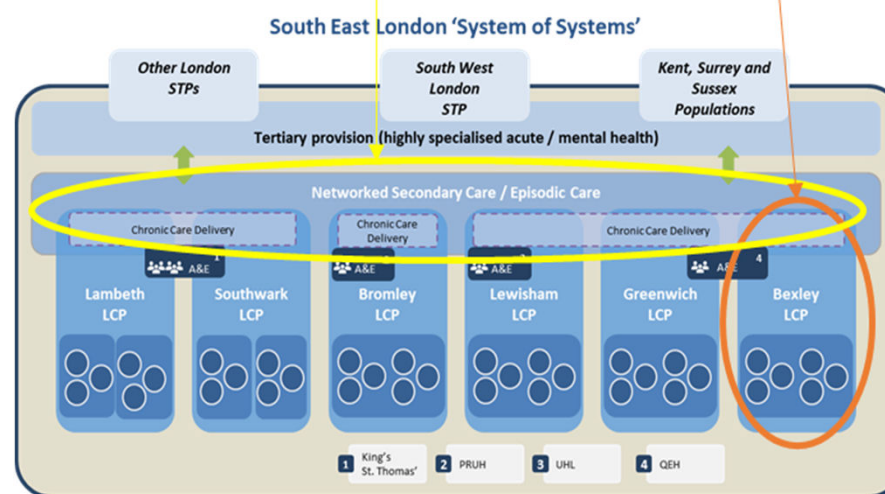 South East London ‘System of Systems’
Other London
STPs
South West
London
STP
Kent, Surrey and
Sussex
Populations
Tertiary provision (highly specialised acute / mental health)
Networked Secondary Care / Episodic Care
Chronic Care Delivery
Chronic Care
Delivery
Chronic Care Delivery
1
A&E
A&E
A&E
4
A&E
Lambeth
LCP
Southwark
LCP
Bromley
LCP
Lewisham
LCP
Greenwich
LCP
Bexley
LCP
1 King's
St. Thomas'
2 PRUH
3 UHL
4 QEH